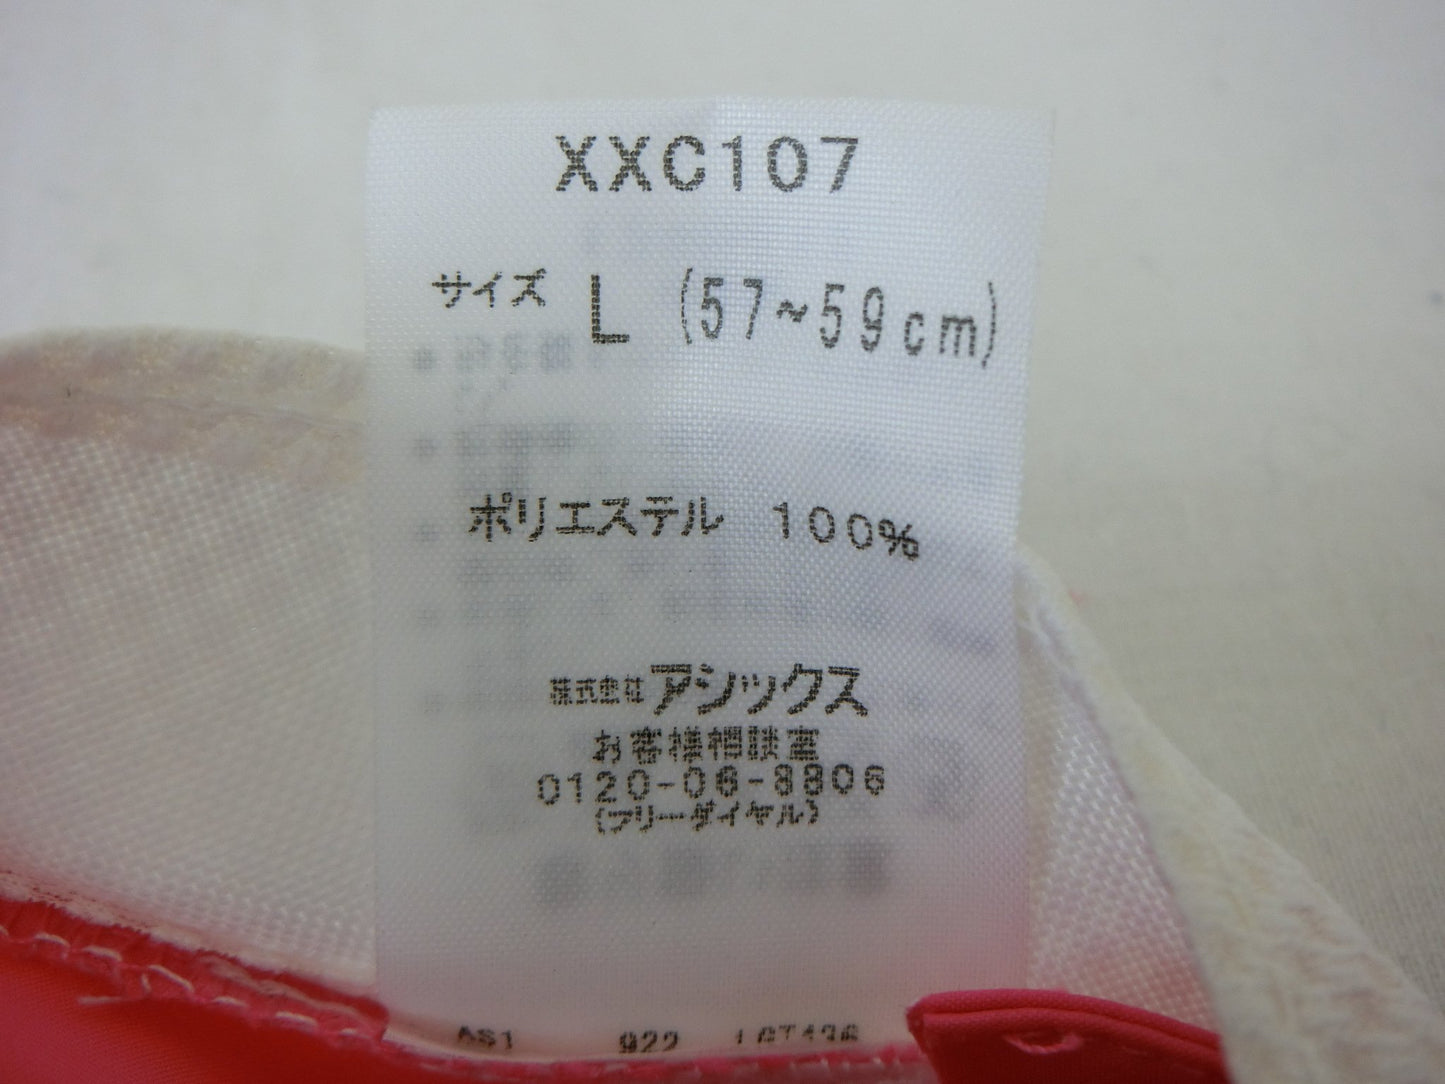 XXC107
サイズ L (57~59cm)
ポリエステル 100%
株式会社アシックス
お客様相談室
0120-06-8806
(フリーダイヤル)
922